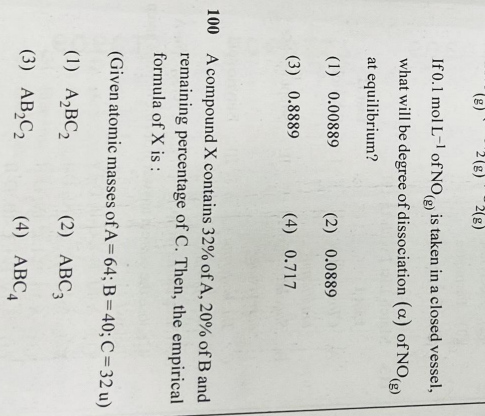 (g) 2 (g) 2(g)
If 0.1 mol L⁻¹ of NO(g) is taken in a closed vessel,
what will be degree of dissociation (α) of NO(g)
at equilibrium?
(1) 0.00889 (2) 0.0889
(3) 0.8889 (4) 0.717
100 A compound X contains 32% of A, 20% of B and
remaining percentage of C. Then, the empirical
formula of X is :
(Given atomic masses of A = 64; B = 40; C = 32 u)
(1) A₂BC₂ (2) ABC₃
(3) AB₂C₂ (4) ABC₄